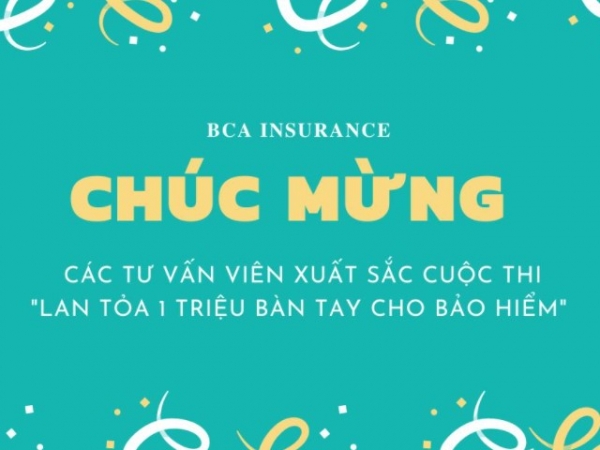 BCA INSURANCE
CHÚC MỪNG
CÁC TƯ VẤN VIÊN XUẤT SẮC CUỘC THI
"LAN TỎA 1 TRIỆU BÀN TAY CHO BẢO HIỂM"